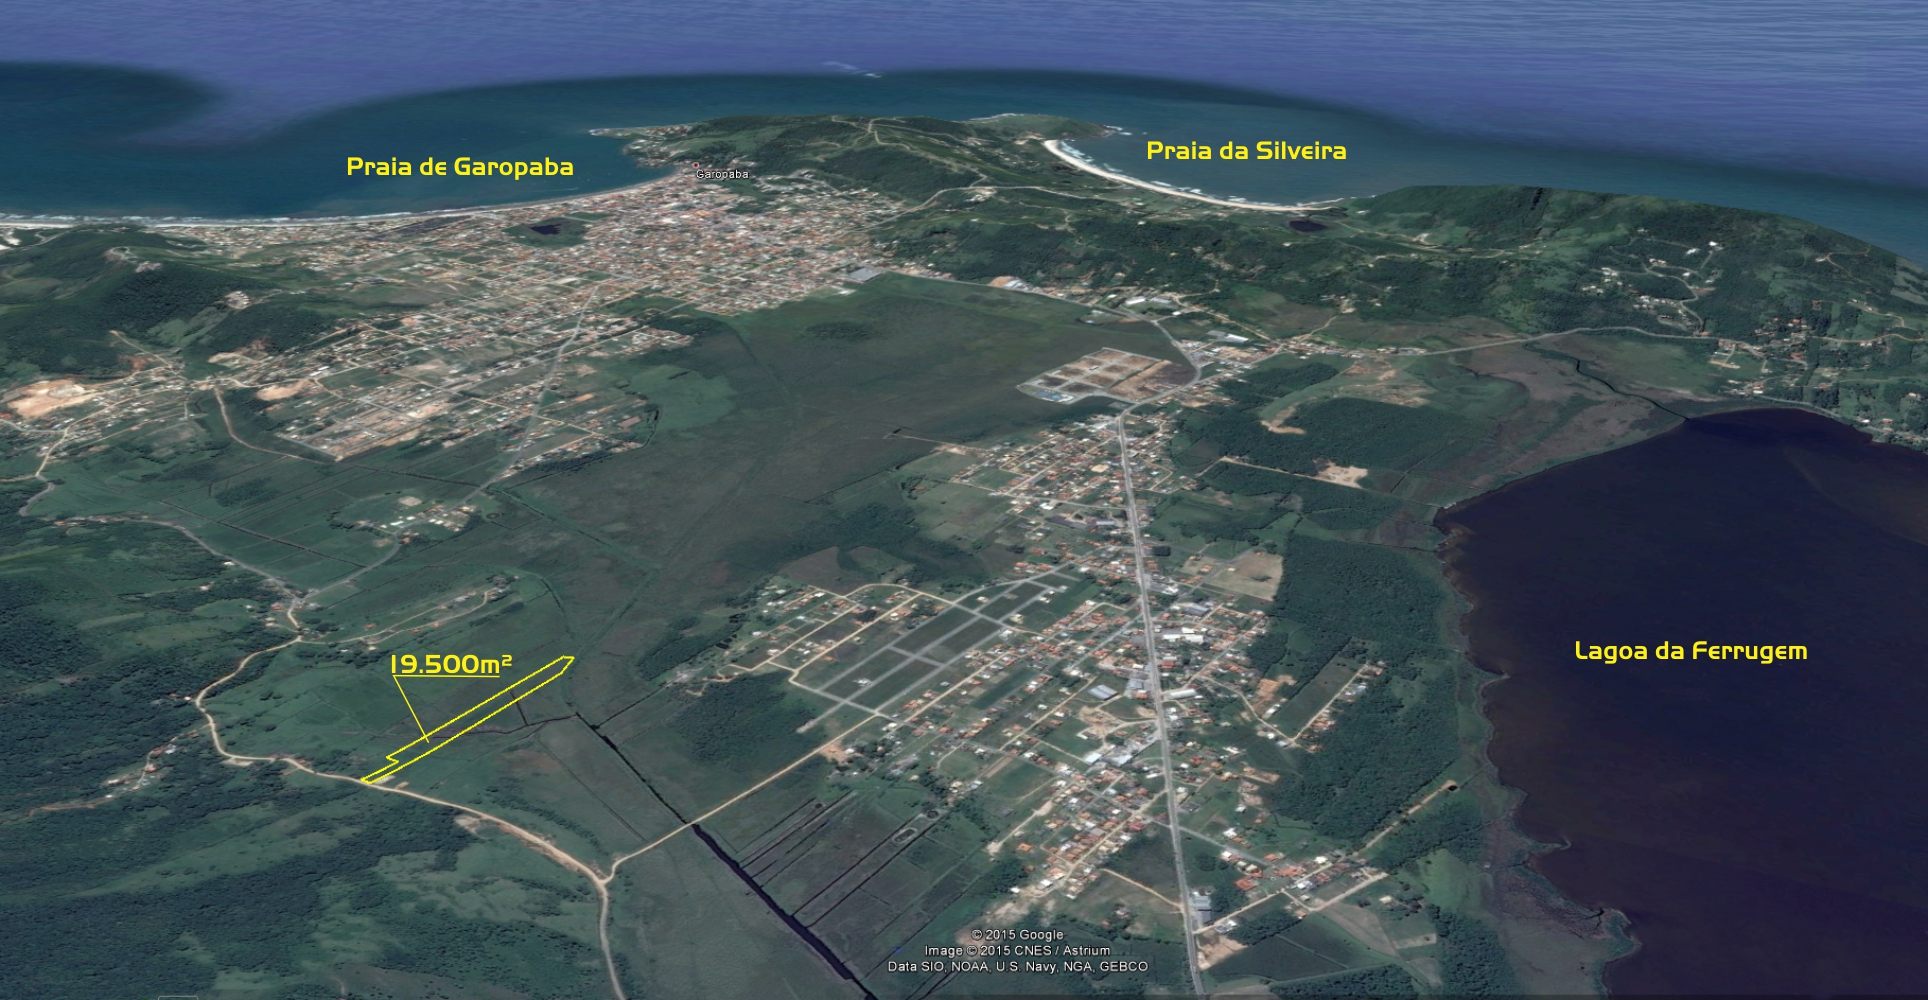 Praia da Silveira
Praia de Garopaba
Garopaba
Lagoa da Ferrugem
19.500m²
© 2015 Google
Image © 2015 CNES / Astrium
Data SIO, NOAA, U.S. Navy, NGA, GEBCO